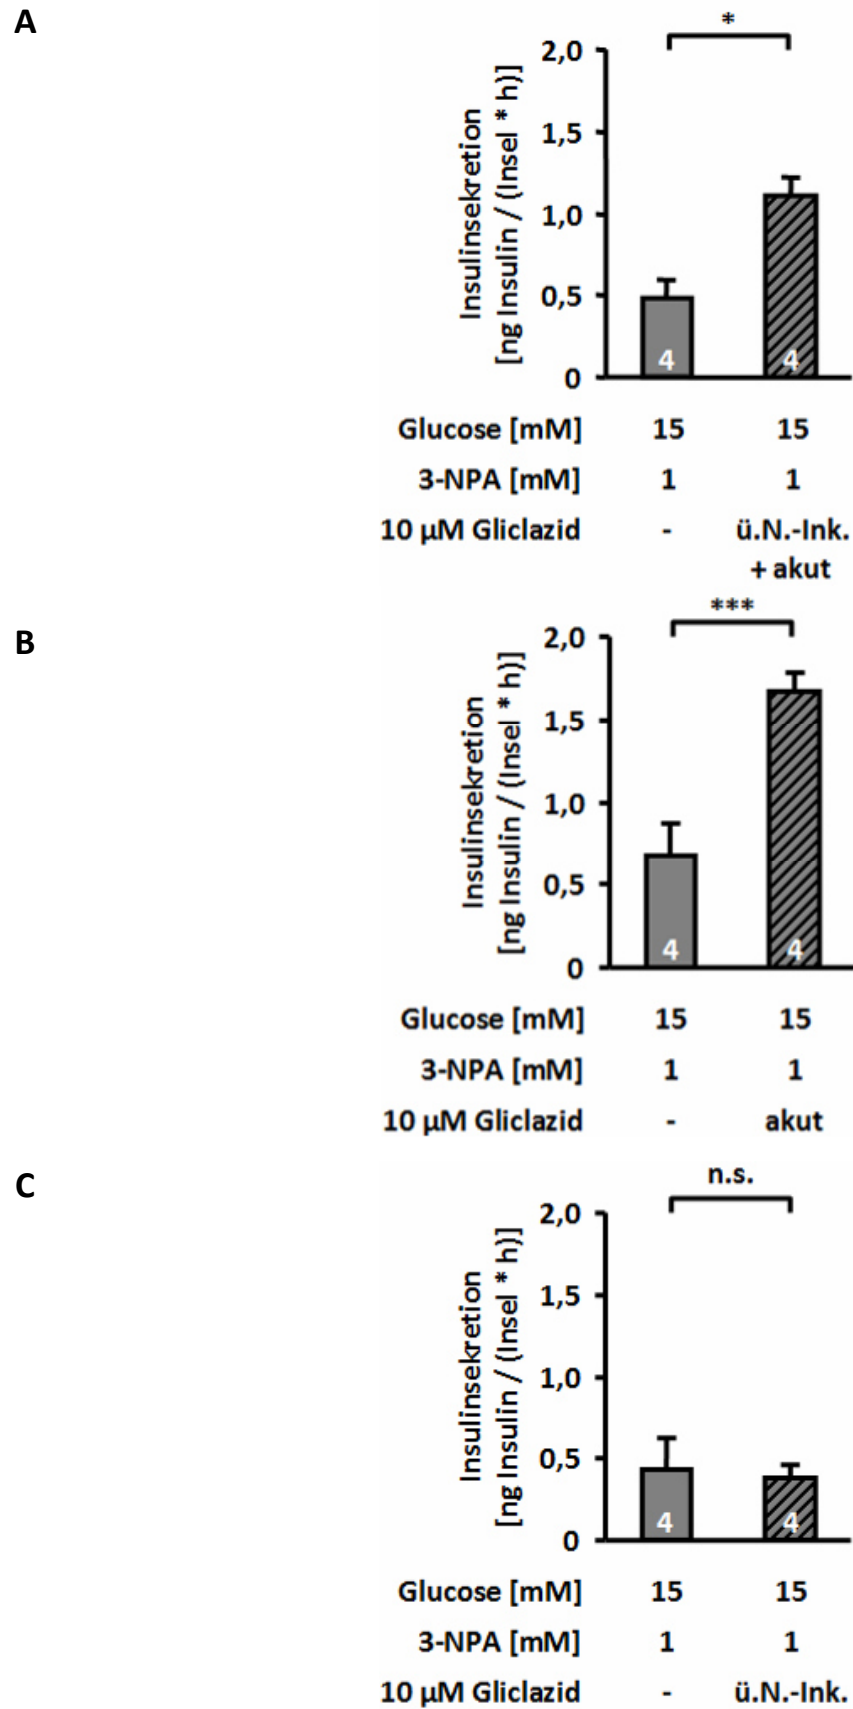 A
*
Insulinsekretion
[ng Insulin / (Insel * h)]
2,0
1,5
1,0
0,5
0
4 4
Glucose [mM] 15 15
3-NPA [mM] 1 1
10 µM Gliclazid - ü.N.-Ink.
+ akut
B
***
Insulinsekretion
[ng Insulin / (Insel * h)]
2,0
1,5
1,0
0,5
0
4 4
Glucose [mM] 15 15
3-NPA [mM] 1 1
10 µM Gliclazid - akut
C
n.s.
Insulinsekretion
[ng Insulin / (Insel * h)]
2,0
1,5
1,0
0,5
0
4 4
Glucose [mM] 15 15
3-NPA [mM] 1 1
10 µM Gliclazid - ü.N.-Ink.